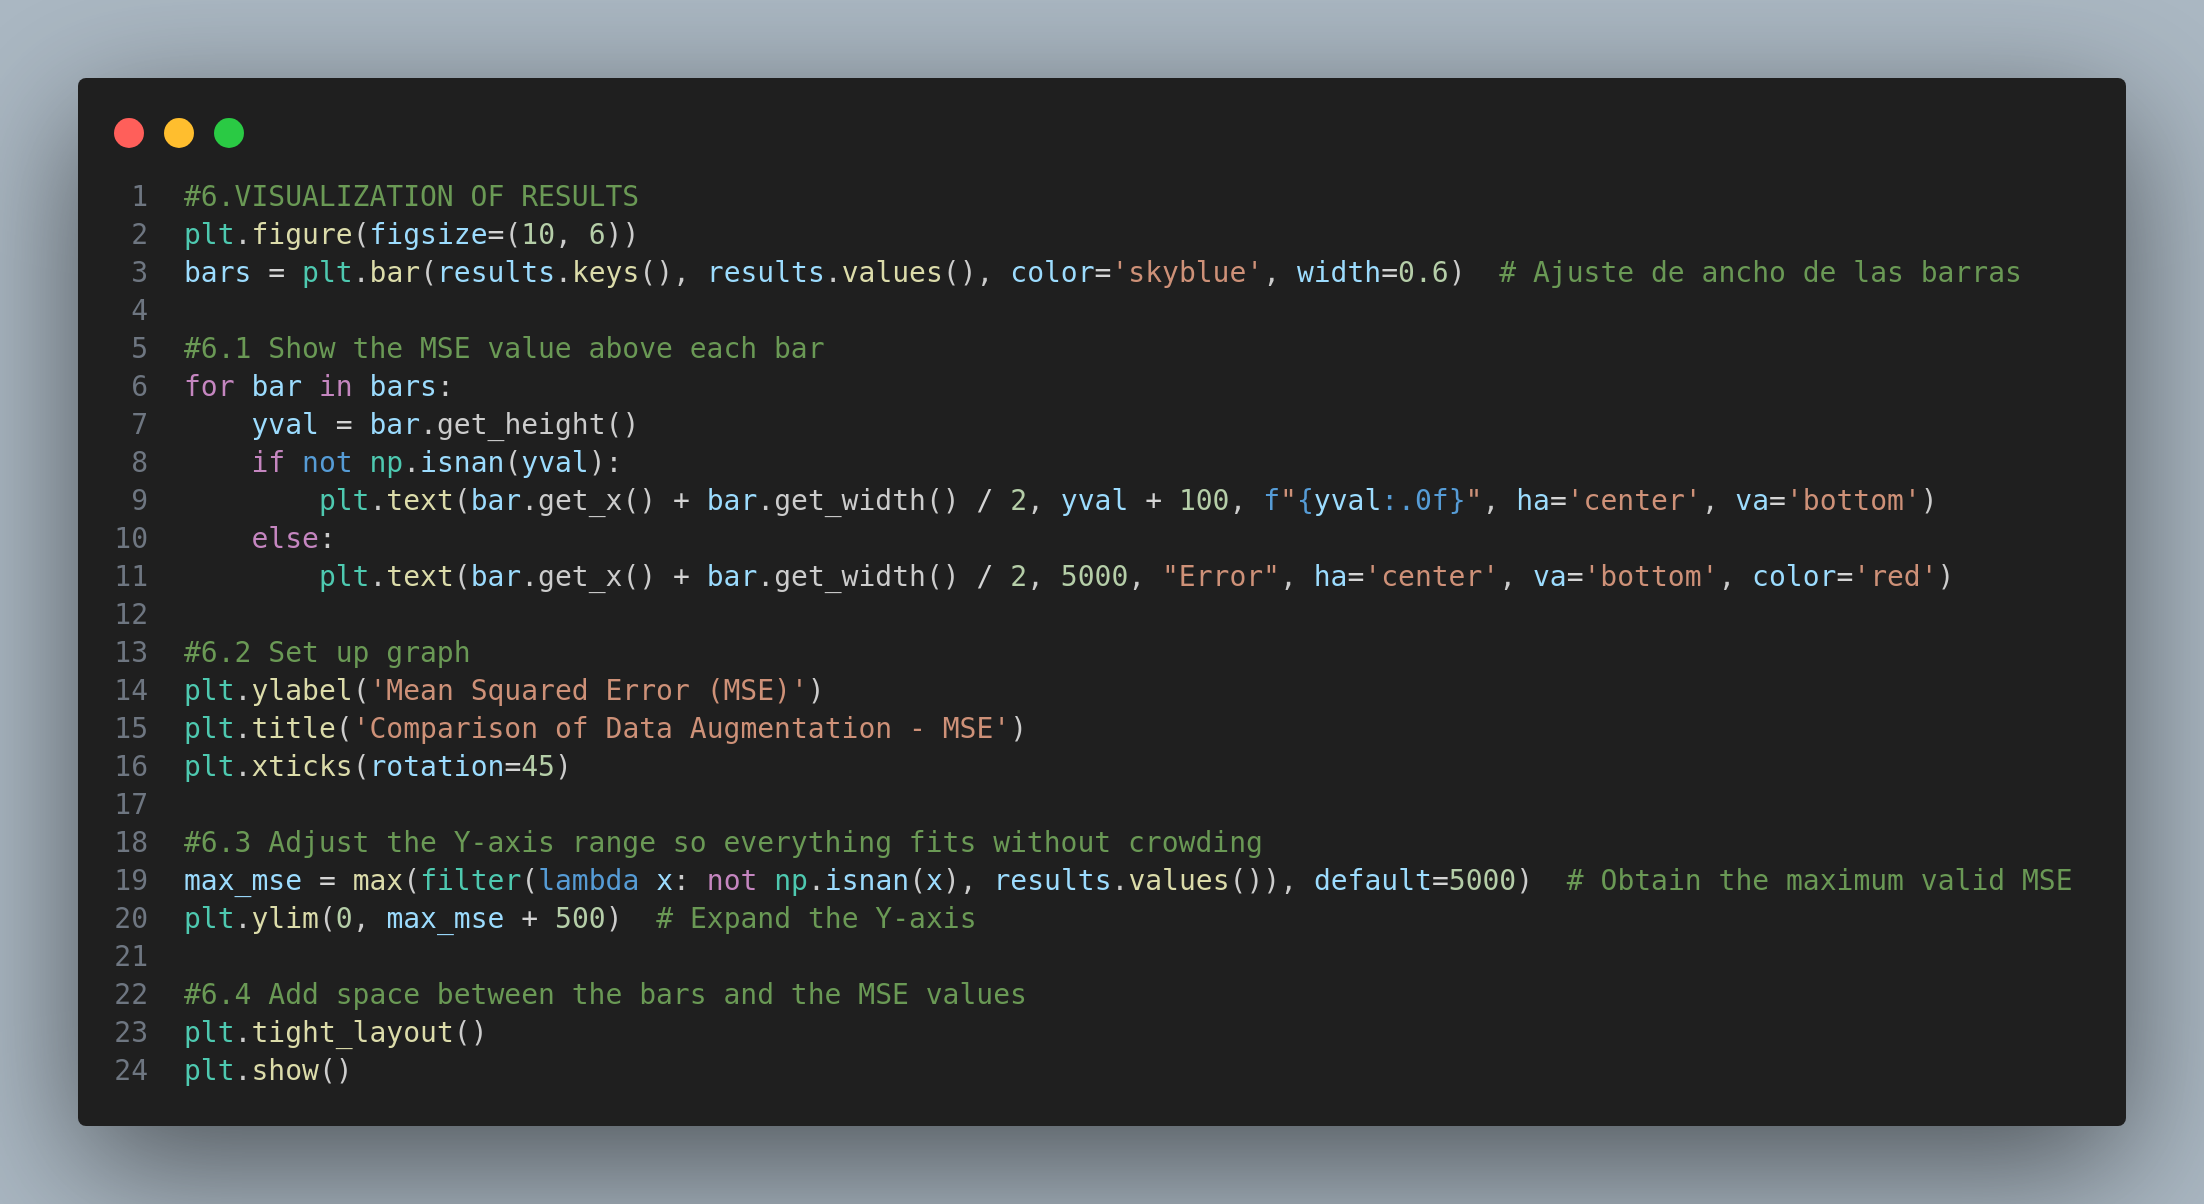 1 #6.VISUALIZATION OF RESULTS
2 plt.figure(figsize=(10, 6))
3 bars = plt.bar(results.keys(), results.values(), color='skyblue', width=0.6)  # Ajuste de ancho de las barras
4
5 #6.1 Show the MSE value above each bar
6 for bar in bars:
7     yval = bar.get_height()
8     if not np.isnan(yval):
9         plt.text(bar.get_x() + bar.get_width() / 2, yval + 100, f"{yval:.0f}", ha='center', va='bottom')
10     else:
11         plt.text(bar.get_x() + bar.get_width() / 2, 5000, "Error", ha='center', va='bottom', color='red')
12
13 #6.2 Set up graph
14 plt.ylabel('Mean Squared Error (MSE)')
15 plt.title('Comparison of Data Augmentation - MSE')
16 plt.xticks(rotation=45)
17
18 #6.3 Adjust the Y-axis range so everything fits without crowding
19 max_mse = max(filter(lambda x: not np.isnan(x), results.values()), default=5000)  # Obtain the maximum valid MSE
20 plt.ylim(0, max_mse + 500)  # Expand the Y-axis
21
22 #6.4 Add space between the bars and the MSE values
23 plt.tight_layout()
24 plt.show()